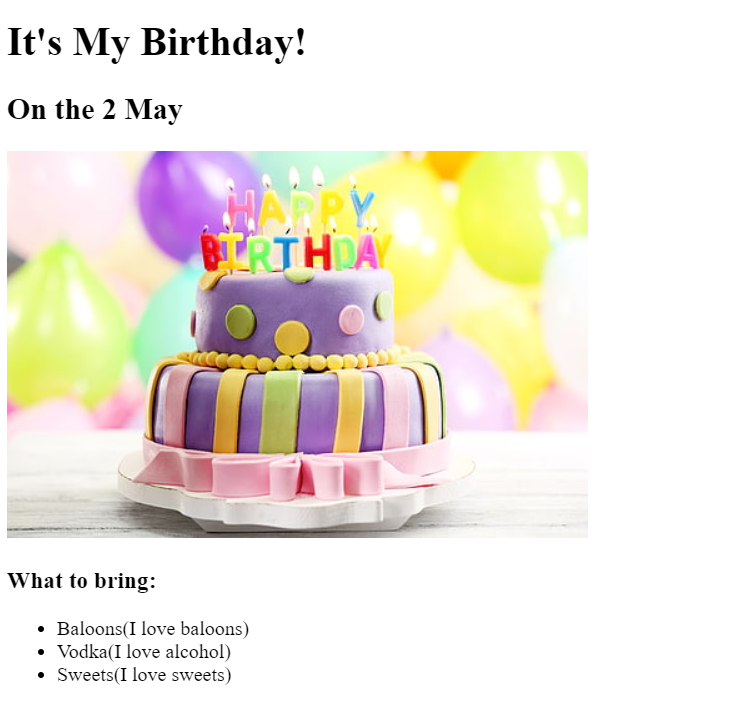 It's My Birthday!
On the 2 May
HAPPY
BIRTHDAY
What to bring:
Baloons(I love baloons)
Vodka(I love alcohol)
Sweets(I love sweets)